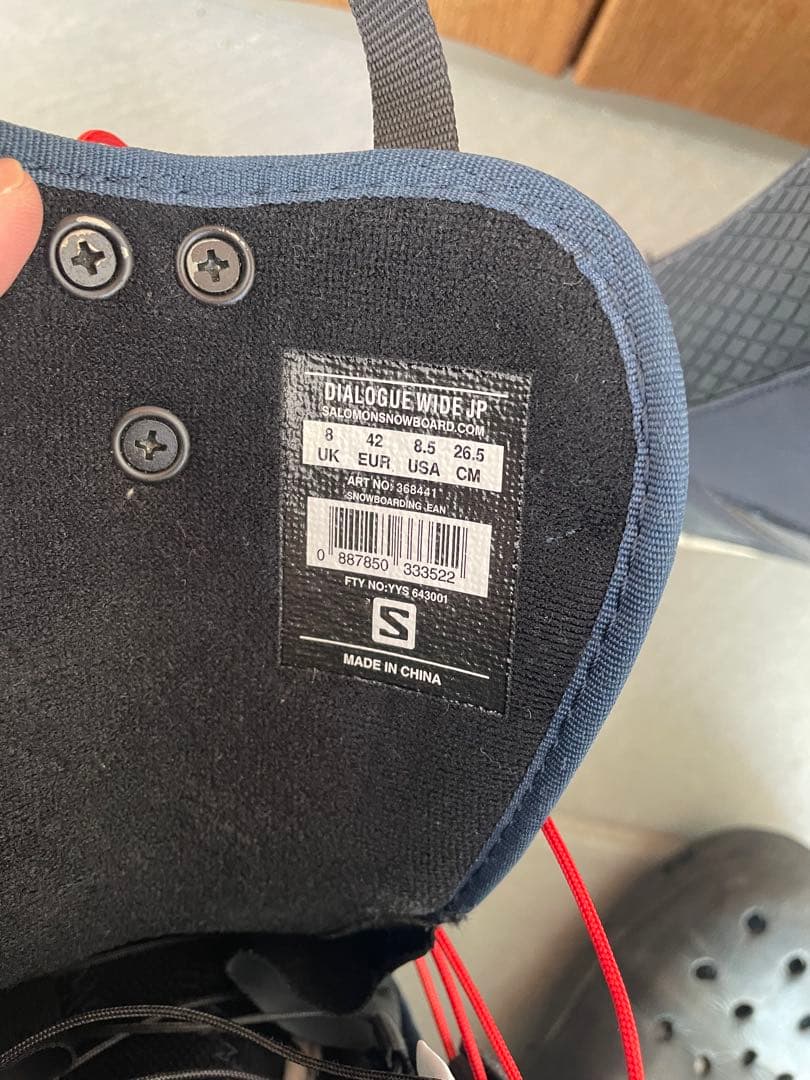 DIALOGUE WIDE JP
SALOMONSNOWBOARD.COM
8 42 8.5 26.5
UK EUR USA CM
ART NO: 368441
SNOWBOARDING EAN
0 887850 333522
FTY NO:YYS 643001
S
MADE IN CHINA